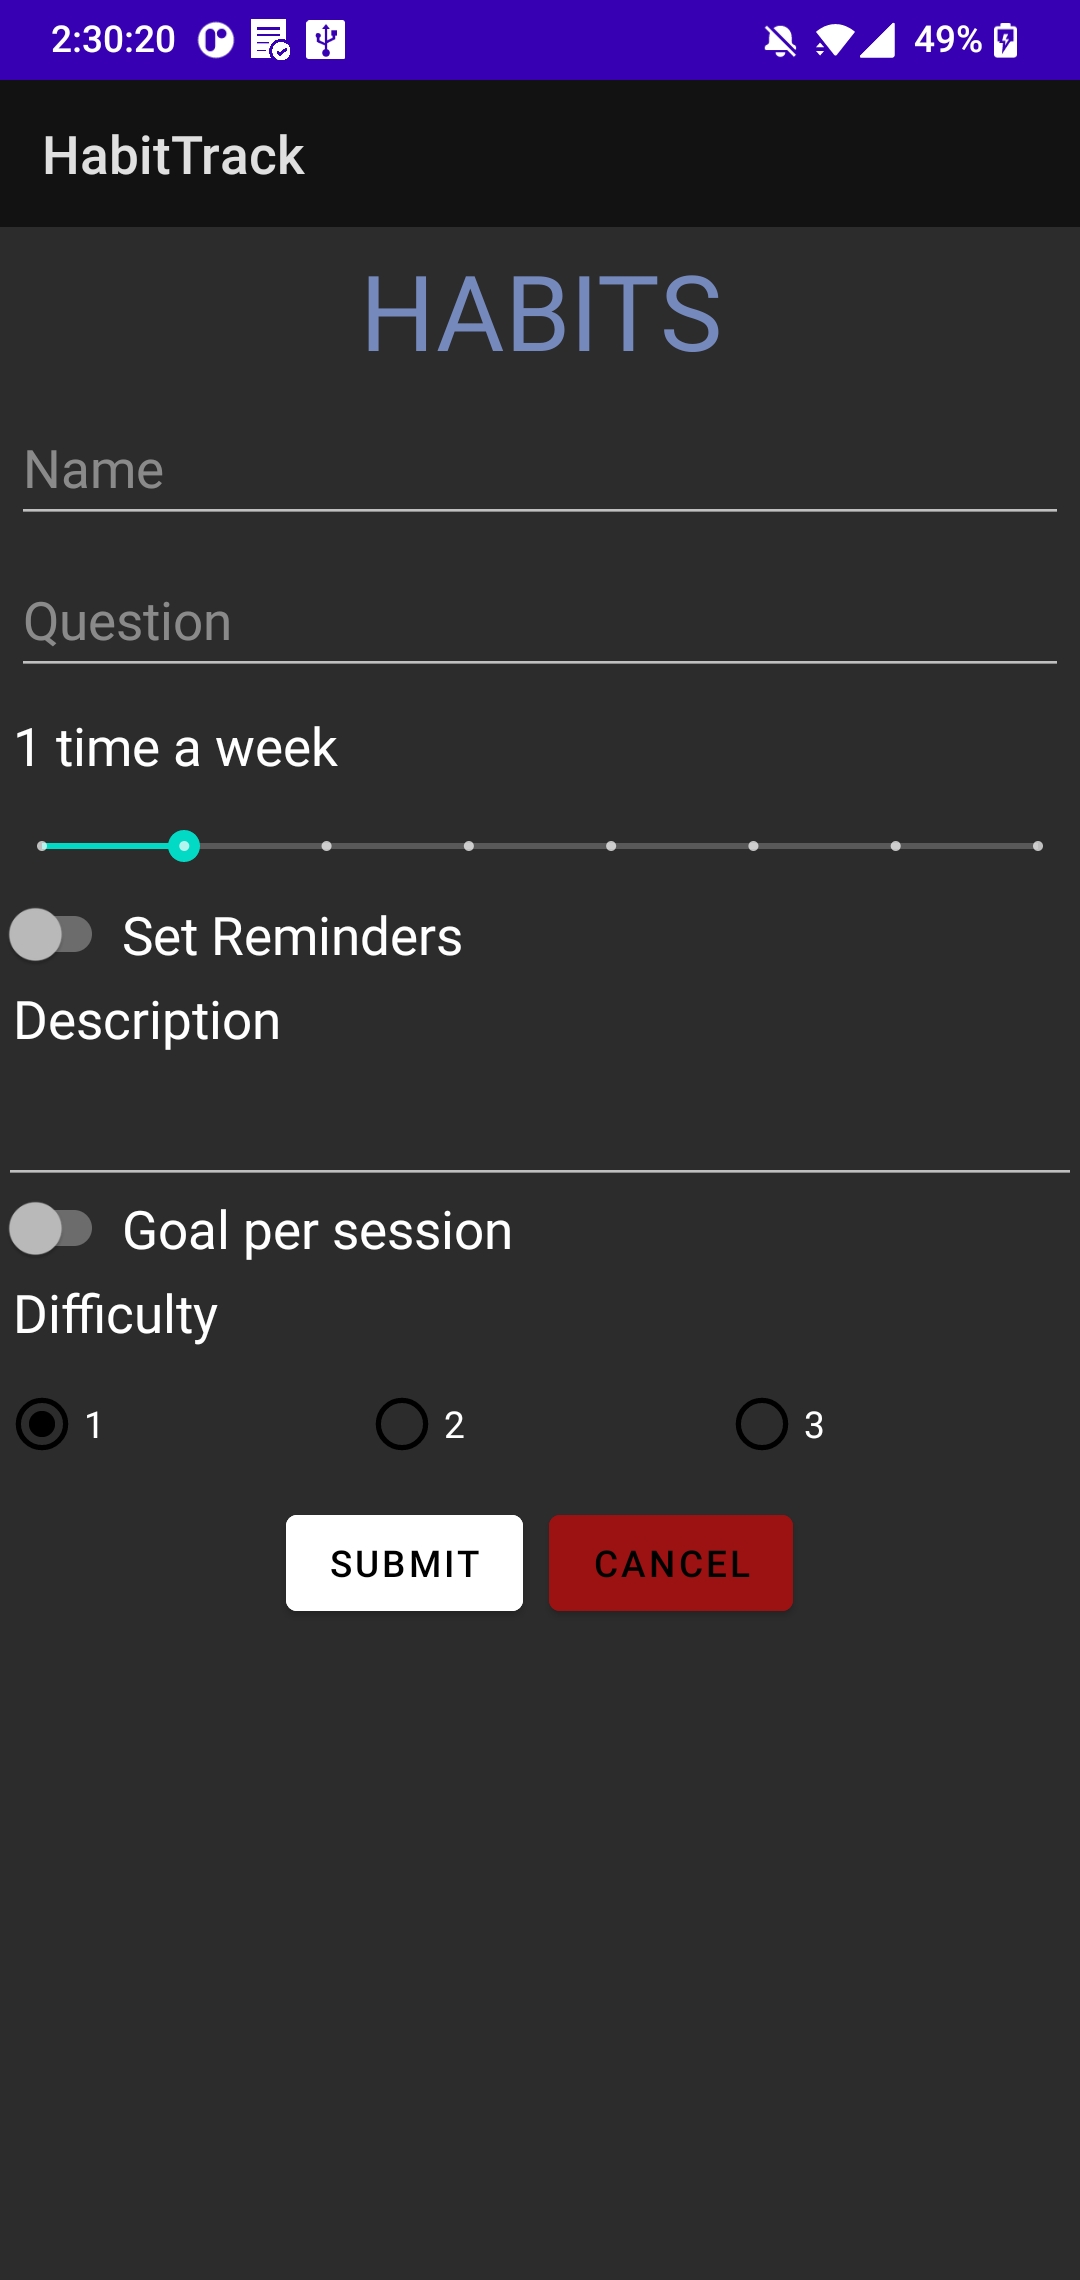 2:30:20 49%
HabitTrack
HABITS
Name
Question
1 time a week
Set Reminders
Description
Goal per session
Difficulty
1 2 3
SUBMIT CANCEL